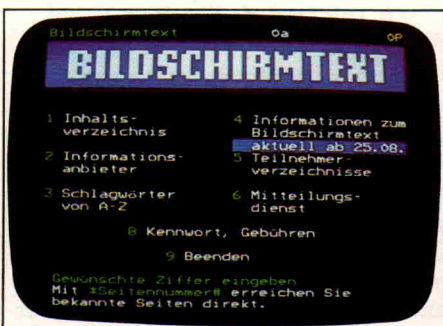 Bildschirmtext 0a 0P
BILDSCHIRMTEXT
1 Inhalts-
verzeichnis
2 Informations-
anbieter
3 Schlagwörter
von A-Z
4 Informationen zum
Bildschirmtext
aktuell ab 25.08.
5 Teilnehmer-
verzeichnisse
6 Mitteilungs-
dienst
8 Kennwort, Gebühren
9 Beenden
Gewünschte Ziffer eingeben
Mit *Seitennummer# erreichen Sie
bekannte Seiten direkt.